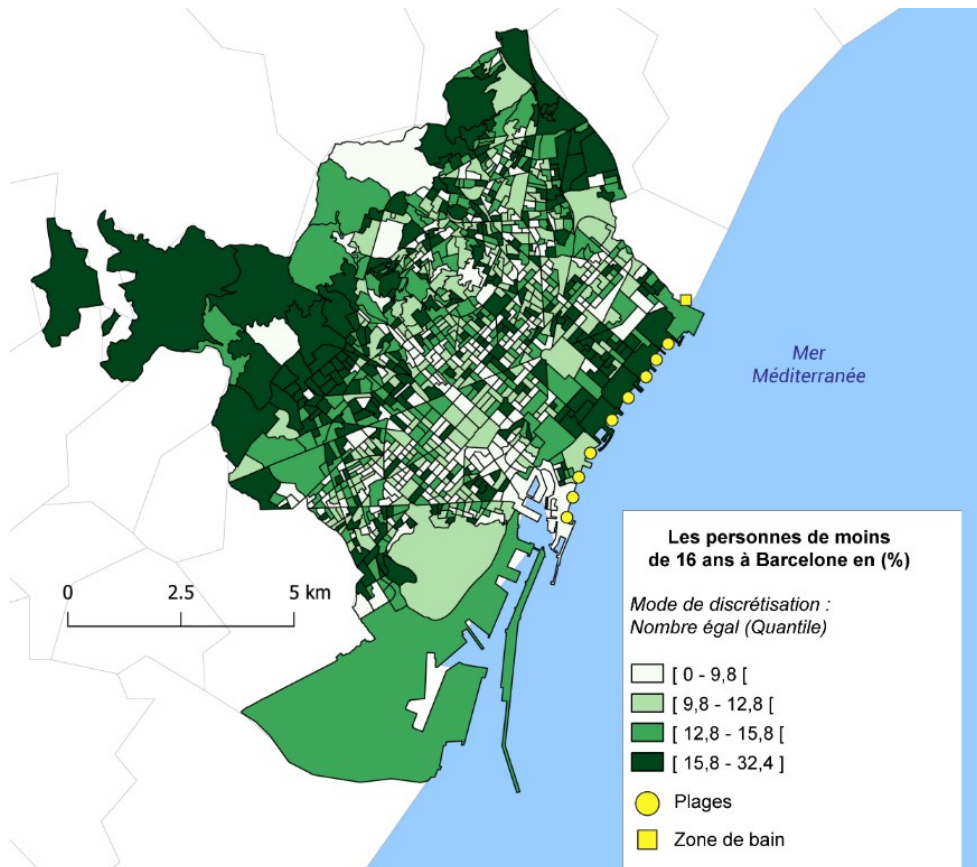 Mer
Méditerranée
0 2.5 5 km
Les personnes de moins
de 16 ans à Barcelone en (%)
Mode de discrétisation :
Nombre égal (Quantile)
[ 0 - 9,8 [
[ 9,8 - 12,8 [
[ 12,8 - 15,8 [
[ 15,8 - 32,4 ]
Plages
Zone de bain